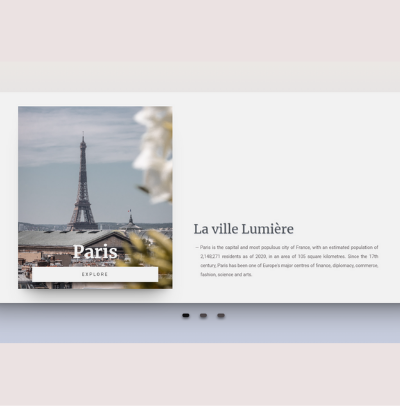 La ville Lumière
— Paris is the capital and most populous city of France, with an estimated population of
2,148,271 residents as of 2020, in an area of 105 square kilometres. Since the 17th
century, Paris has been one of Europe's major centres of finance, diplomacy, commerce,
fashion, science and arts.
Paris
EXPLORE